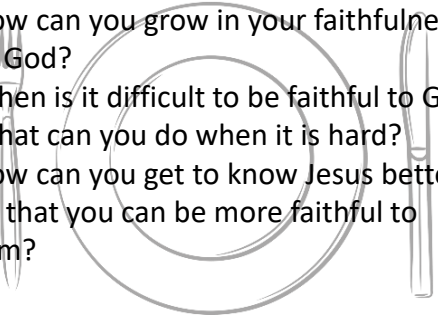 ow can you grow in your faithfulne
God?
hen is it difficult to be faithful to G
hat can you do when it is hard?
ow can you get to know Jesus bette
that you can be more faithful to
m?